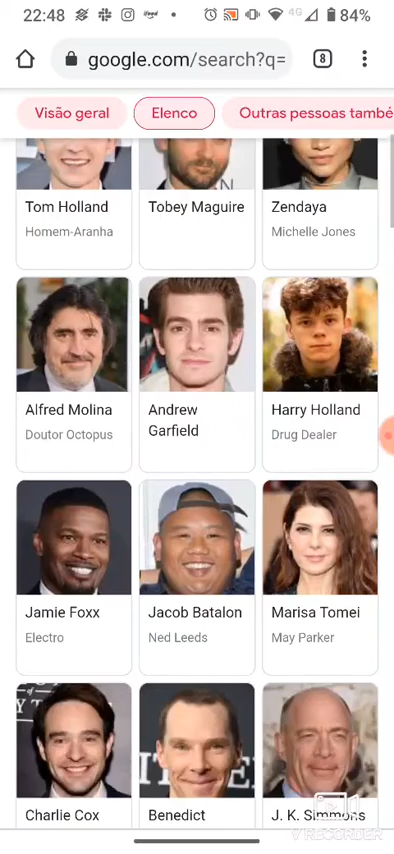 22:48 4G 84%
google.com/search?q= 8
Visão geral Elenco Outras pessoas també
Tom Holland Tobey Maguire Zendaya
Homem-Aranha Michelle Jones
Alfred Molina Andrew Harry Holland
Doutor Octopus Garfield Drug Dealer
Jamie Foxx Jacob Batalon Marisa Tomei
Electro Ned Leeds May Parker
Charlie Cox Benedict J. K. Simmons
V RECORDER